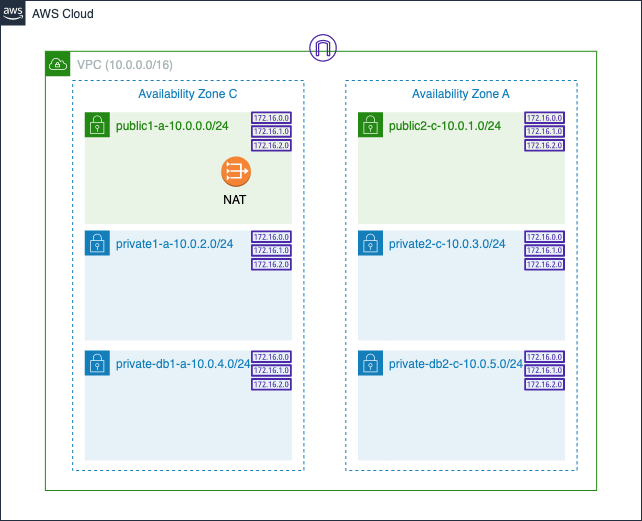 aws
AWS Cloud
VPC (10.0.0.0/16)
Availability Zone C
Availability Zone A
public1-a-10.0.0.0/24
172.16.0.0
172.16.1.0
172.16.2.0
NAT
public2-c-10.0.1.0/24
172.16.0.0
172.16.1.0
172.16.2.0
private1-a-10.0.2.0/24
172.16.0.0
172.16.1.0
172.16.2.0
private2-c-10.0.3.0/24
172.16.0.0
172.16.1.0
172.16.2.0
private-db1-a-10.0.4.0/24
172.16.0.0
172.16.1.0
172.16.2.0
private-db2-c-10.0.5.0/24
172.16.0.0
172.16.1.0
172.16.2.0